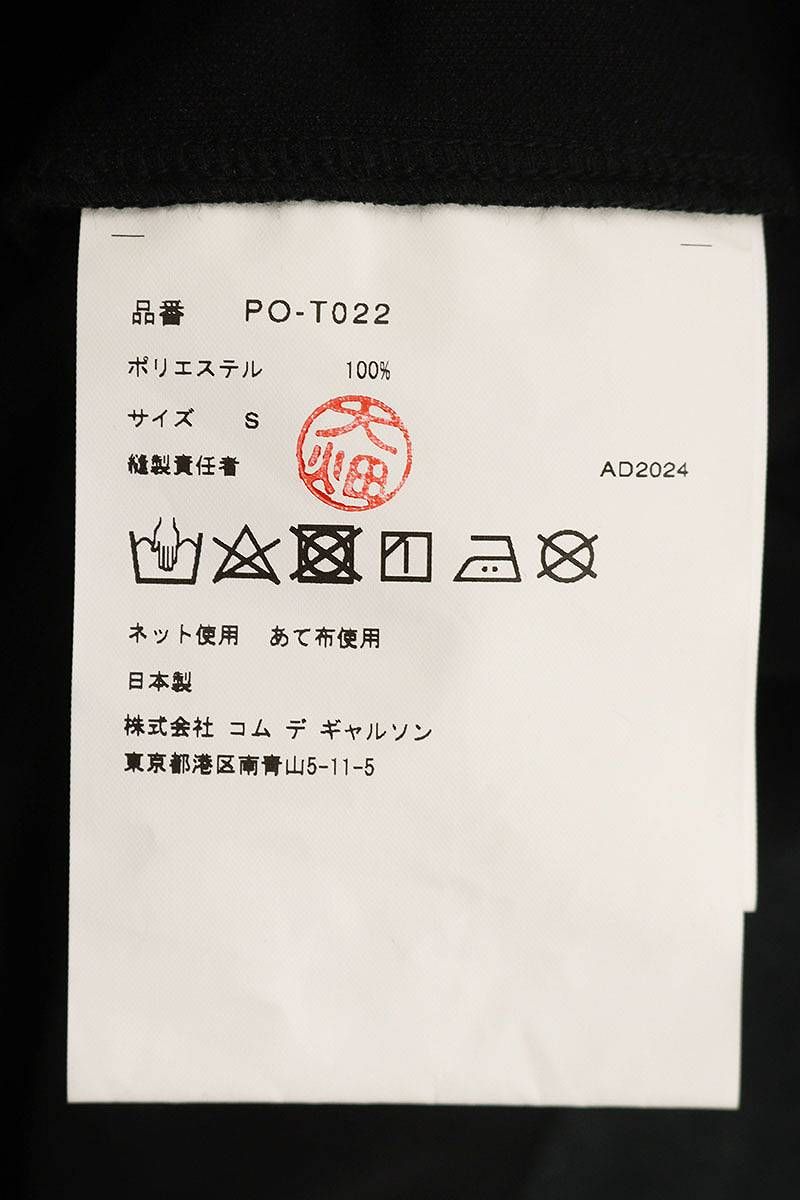 品番 PO-T022
ポリエステル 100%
サイズ S
大畑
縫製責任者 AD2024
ネット使用 あて布使用
日本製
株式会社 コム デ ギャルソン
東京都港区南青山5-11-5